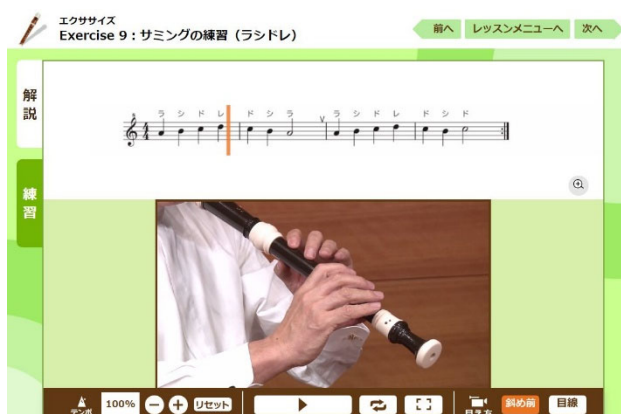 エクササイズ
Exercise 9：サミングの練習（ラシドレ）
前へ
レッスンメニューへ
次へ
解説
ラ シ ド レ ド シ ラ ラ シ ド レ ド シ ド
練習
テンポ
100%
リセット
見え方
斜め前
目線